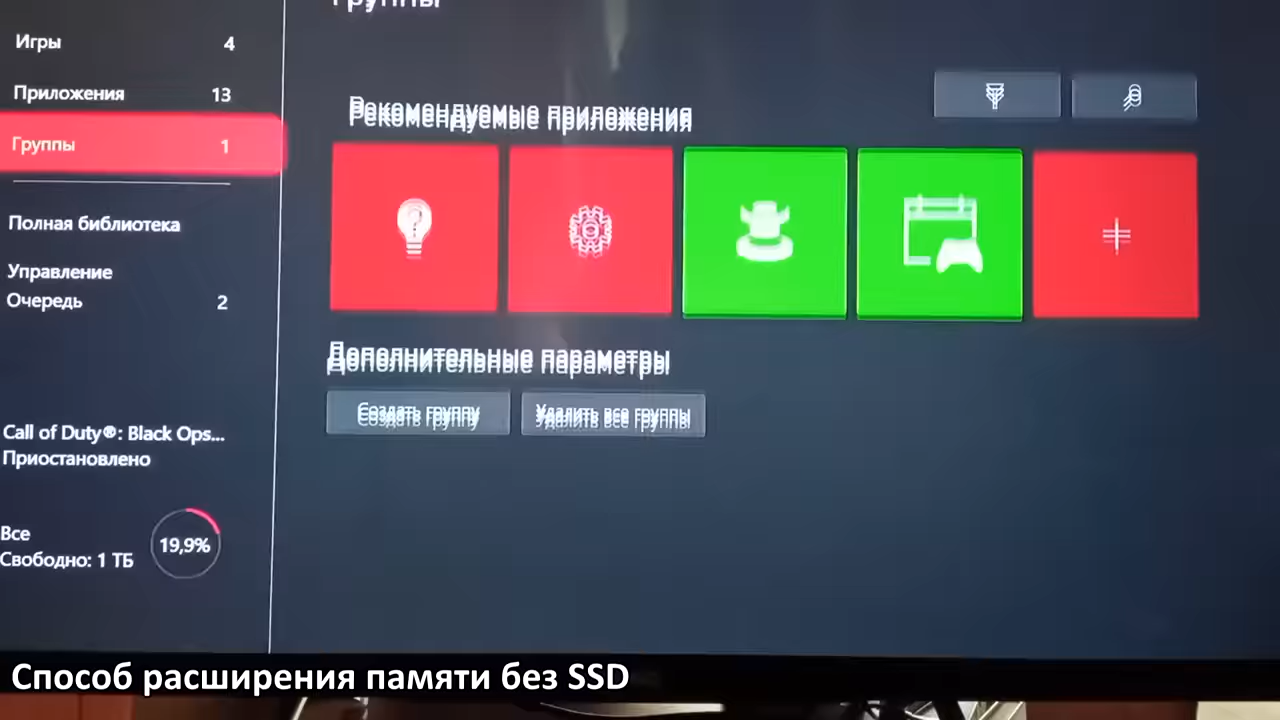 Группы
Игры 4
Приложения 13
Группы 1
Полная библиотека
Управление
Очередь 2
Call of Duty®: Black Ops...
Приостановлено
Все
Свободно: 1 ТБ
19,9%
Рекомендуемые приложения
Дополнительные параметры
Создать группу
Удалить все группы
Способ расширения памяти без SSD